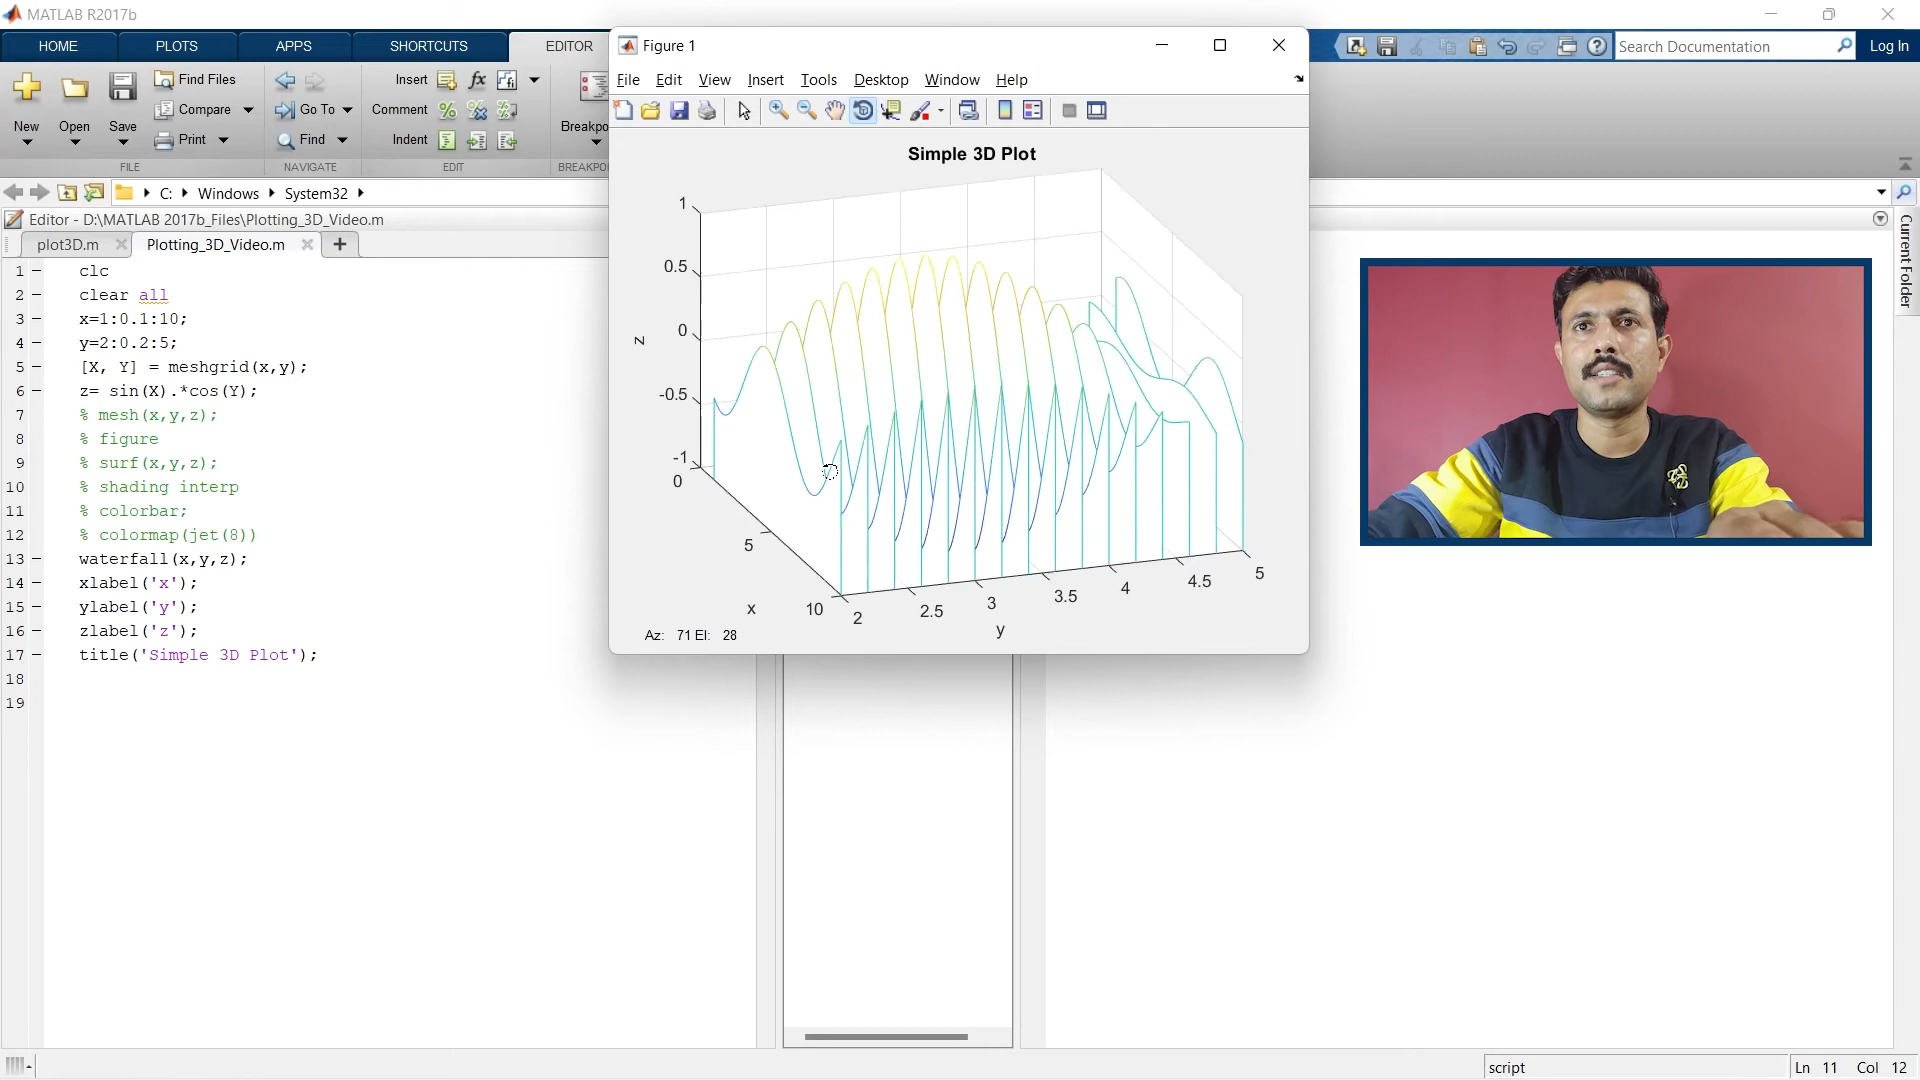 MATLAB R2017b
HOME PLOTS APPS SHORTCUTS EDITOR
Search Documentation
Log In
New
Open
Save
Find Files
Compare
Print
FILE
Go To
Find
NAVIGATE
Insert
Comment
Indent
EDIT
Breakpo
BREAKPOI
C: Windows System32
Editor - D:\MATLAB 2017b_Files\Plotting_3D_Video.m
plot3D.m Plotting_3D_Video.m
Current Folder
1 clc
2 clear all
3 x=1:0.1:10;
4 y=2:0.2:5;
5 [X, Y] = meshgrid(x,y);
6 z= sin(X).*cos(Y);
7 % mesh(x,y,z);
8 % figure
9 % surf(x,y,z);
10 % shading interp
11 % colorbar;
12 % colormap(jet(8))
13 waterfall(x,y,z);
14 xlabel('x');
15 ylabel('y');
16 zlabel('z');
17 title('Simple 3D Plot');
18
19
Figure 1
File Edit View Insert Tools Desktop Window Help
Simple 3D Plot
1
0.5
0
-0.5
-1
z
0
5
10
x
2
2.5
3
3.5
4
4.5
5
y
Az: 71 El: 28
script
Ln 11 Col 12